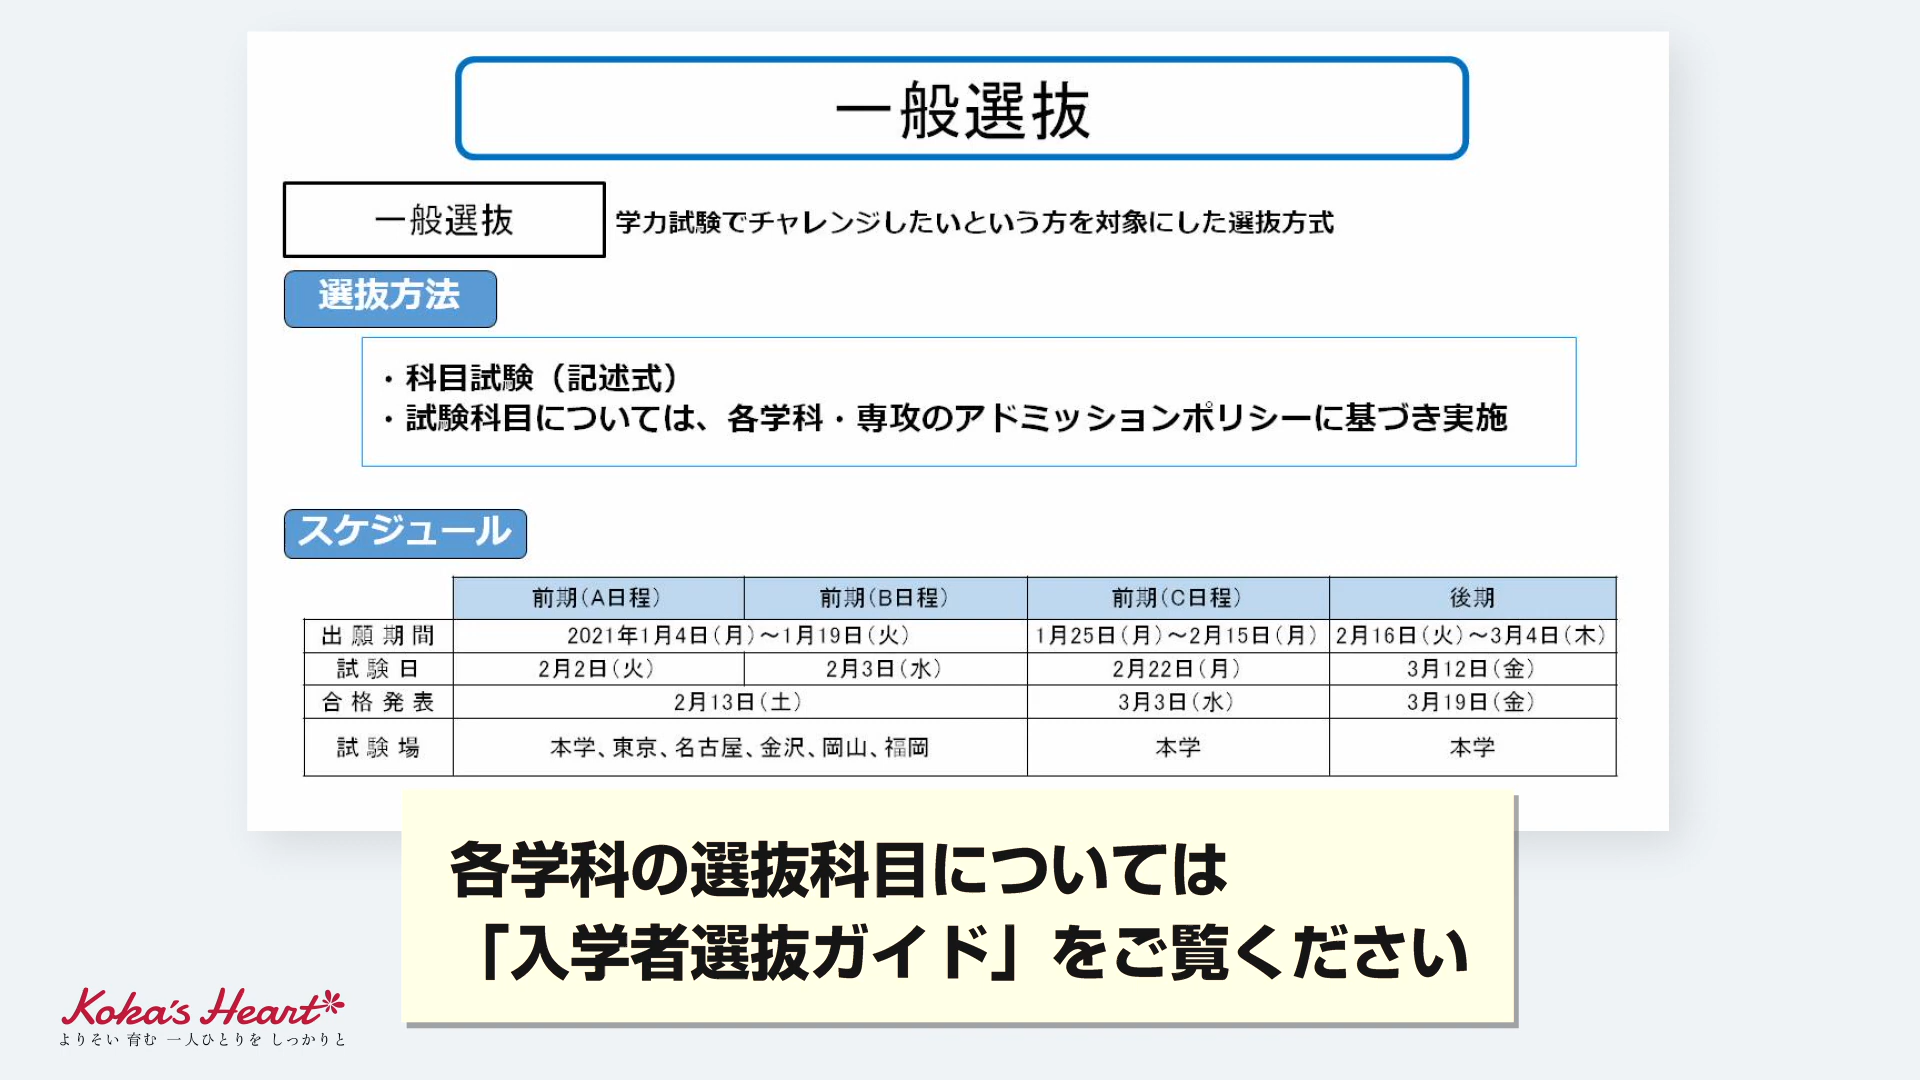 一般選抜
一般選抜 学力試験でチャレンジしたいという方を対象にした選抜方式
選抜方法
・科目試験（記述式）
・試験科目については、各学科・専攻のアドミッションポリシーに基づき実施
スケジュール
前期(A日程) 前期(B日程) 前期(C日程) 後期
出願期間 2021年1月4日(月)～1月19日(火) 1月25日(月)～2月15日(月) 2月16日(火)～3月4日(木)
試験日 2月2日(火) 2月3日(水) 2月22日(月) 3月12日(金)
合格発表 2月13日(土) 3月3日(水) 3月19日(金)
試験場 本学、東京、名古屋、金沢、岡山、福岡 本学 本学
各学科の選抜科目については
「入学者選抜ガイド」をご覧ください
Koka's Heart*
よりそい 育む 一人ひとりを しっかりと